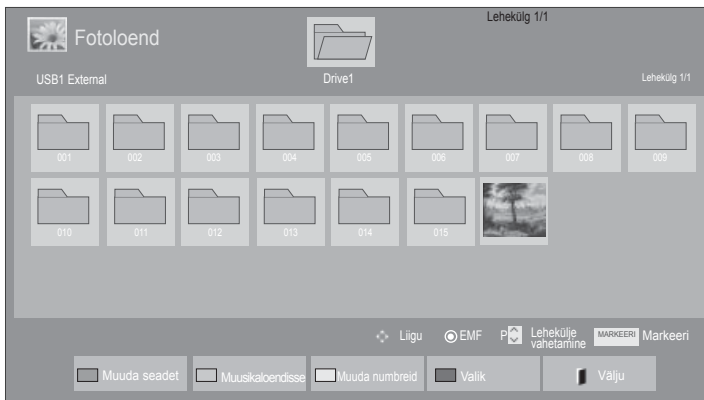 Lehekülg 1/1
Fotoloend
USB1 External
Drive1
Lehekülg 1/1
001 002 003 004 005 006 007 008 009
010 011 012 013 014 015
Liigu
EMF
P
Lehekülje
vahetamine
MARKEERI
Markeeri
Muuda seadet
Muusikaloendisse
Muuda numbreid
Valik
Välju